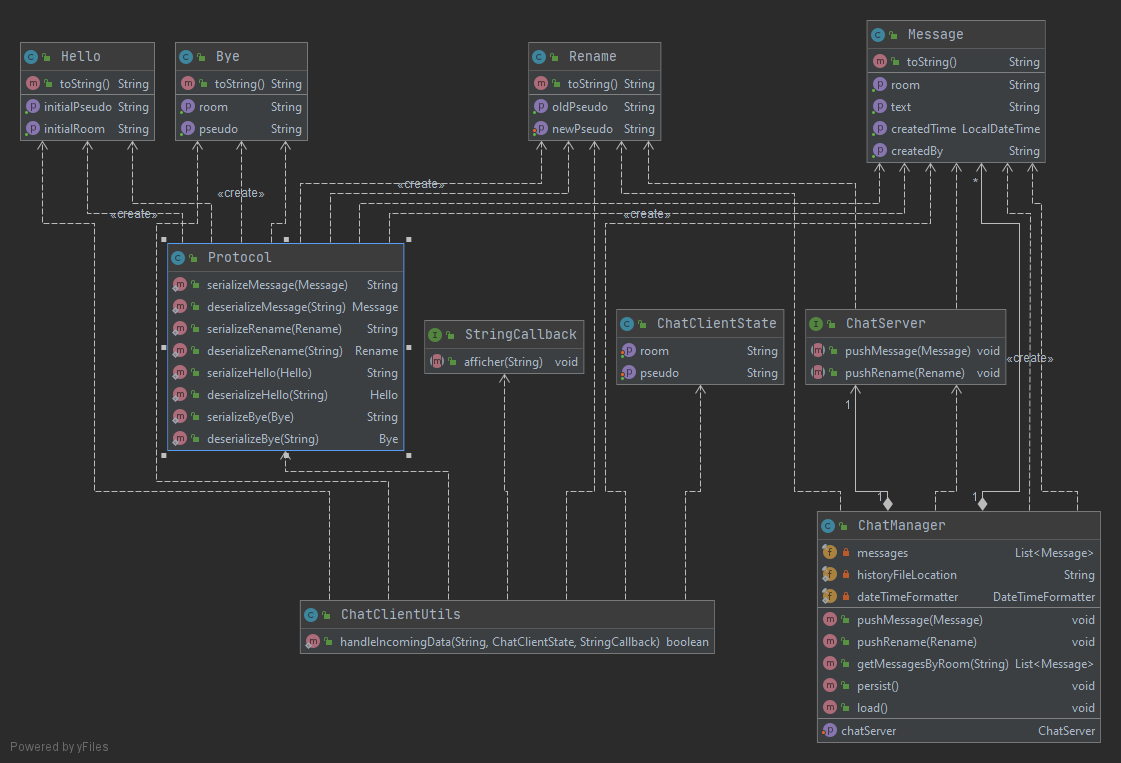 Hello
toString() String
initialPseudo String
initialRoom String
Bye
toString() String
room String
pseudo String
Rename
toString() String
oldPseudo String
newPseudo String
Message
toString() String
room String
text String
createdTime LocalDateTime
createdBy String
«create»
«create»
«create»
«create»
*
Protocol
serializeMessage(Message) String
deserializeMessage(String) Message
serializeRename(Rename) String
deserializeRename(String) Rename
serializeHello(Hello) String
deserializeHello(String) Hello
serializeBye(Bye) String
deserializeBye(String) Bye
StringCallback
afficher(String) void
ChatClientState
room String
pseudo String
ChatServer
pushMessage(Message) void
pushRename(Rename) void
«create»
1
1
1
ChatManager
messages List<Message>
historyFileLocation String
dateTimeFormatter DateTimeFormatter
pushMessage(Message) void
pushRename(Rename) void
getMessagesByRoom(String) List<Message>
persist() void
load() void
chatServer ChatServer
ChatClientUtils
handleIncomingData(String, ChatClientState, StringCallback) boolean
Powered by yFiles